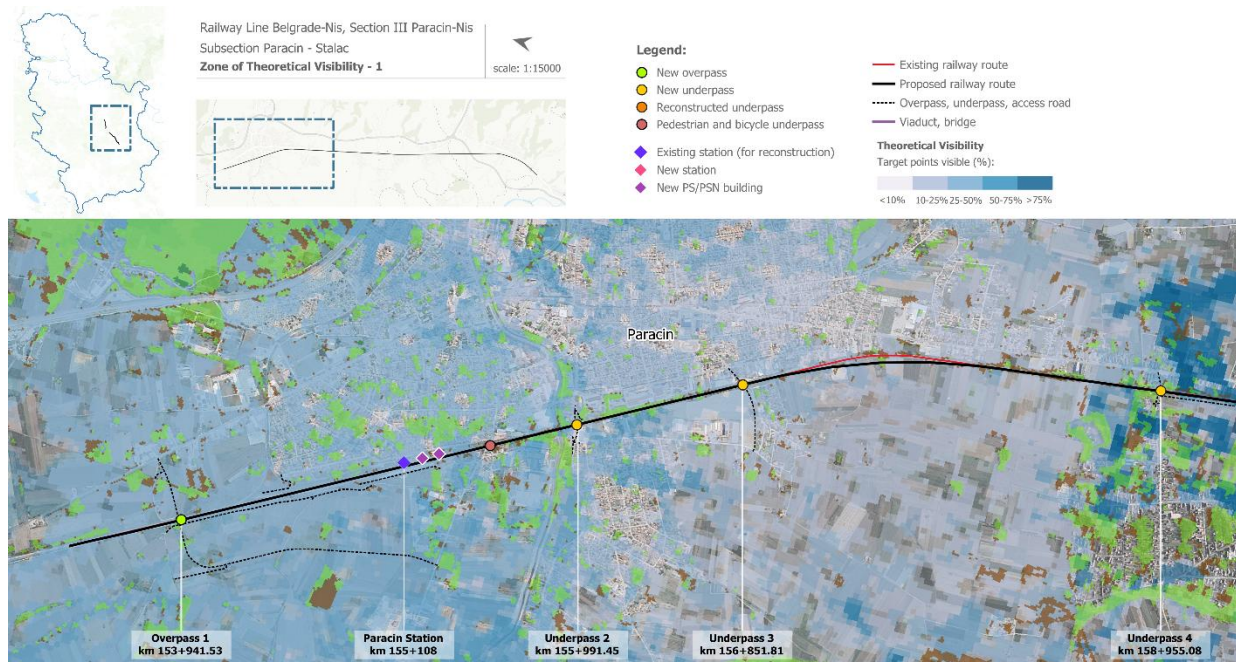 Railway Line Belgrade-Nis, Section III Paracin-Nis
Subsection Paracin - Stalac
Zone of Theoretical Visibility - 1
scale: 1:15000
Legend:
New overpass
New underpass
Reconstructed underpass
Pedestrian and bicycle underpass
Existing station (for reconstruction)
New station
New PS/PSN building
Existing railway route
Proposed railway route
Overpass, underpass, access road
Viaduct, bridge
Theoretical Visibility
Target points visible (%):
<10% 10-25% 25-50% 50-75% >75%
Paracin
Overpass 1
km 153+941.53
Paracin Station
km 155+108
Underpass 2
km 155+991.45
Underpass 3
km 156+851.81
Underpass 4
km 158+955.08